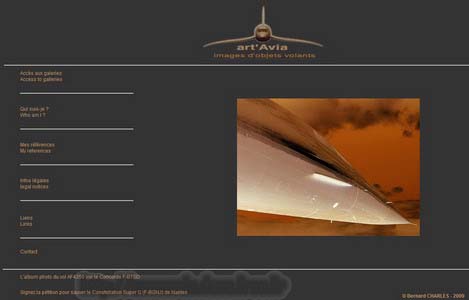 art'Avia
images d'objets volants
Accès aux galeries
Access to galleries
Qui suis-je ?
Who am I ?
Mes références
My references
Infos légales
legal notices
Liens
Links
Contact
L'album photo du vol AF4350 sur le Concorde F-BTSD
Signez la pétition pour sauver le Constellation Super G (F-BGNJ) de Nantes
© Bernard CHARLES - 2009